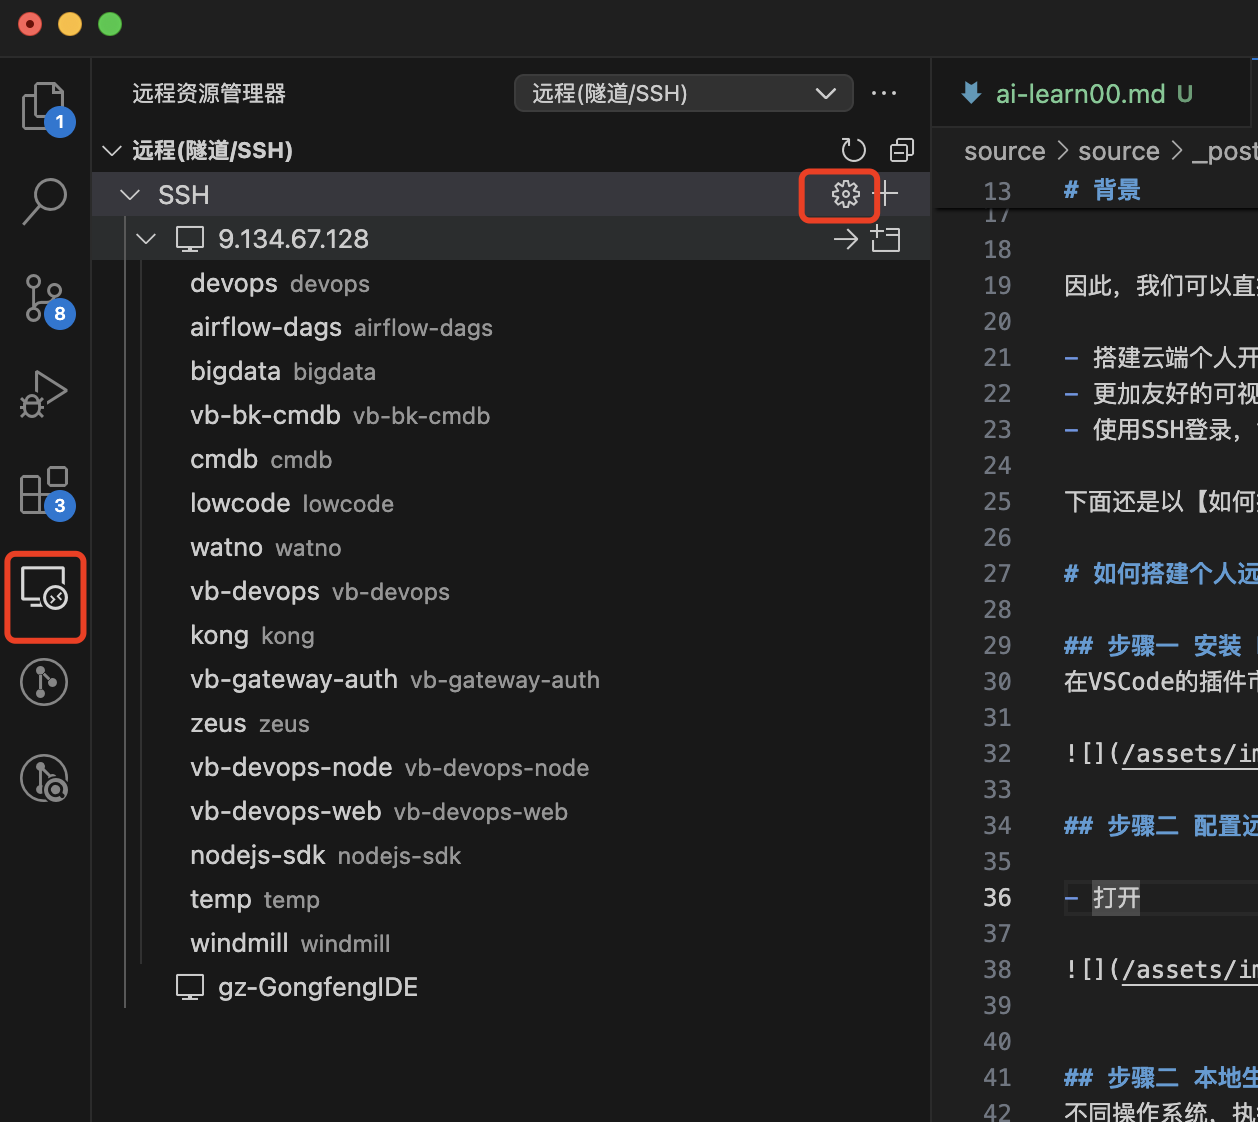 远程资源管理器
远程(隧道/SSH)
远程(隧道/SSH)
SSH
9.134.67.128
devops devops
airflow-dags airflow-dags
bigdata bigdata
vb-bk-cmdb vb-bk-cmdb
cmdb cmdb
lowcode lowcode
watno watno
vb-devops vb-devops
kong kong
vb-gateway-auth vb-gateway-auth
zeus zeus
vb-devops-node vb-devops-node
vb-devops-web vb-devops-web
nodejs-sdk nodejs-sdk
temp temp
windmill windmill
gz-GongfengIDE
1
8
3
ai-learn00.md U
source > source > _post
13 # 背景
17
18
19 因此，我们可以直
20
21 - 搭建云端个人开
22 - 更加友好的可视
23 - 使用SSH登录，
24
25 下面还是以【如何
26
27 # 如何搭建个人远
28
29 ## 步骤一 安装
30 在VSCode的插件市
31
32 ![](/assets/im
33
34 ## 步骤二 配置远
35
36 - 打开
37
38 ![](/assets/im
39
40
41 ## 步骤二 本地生
42 不同操作系统，执